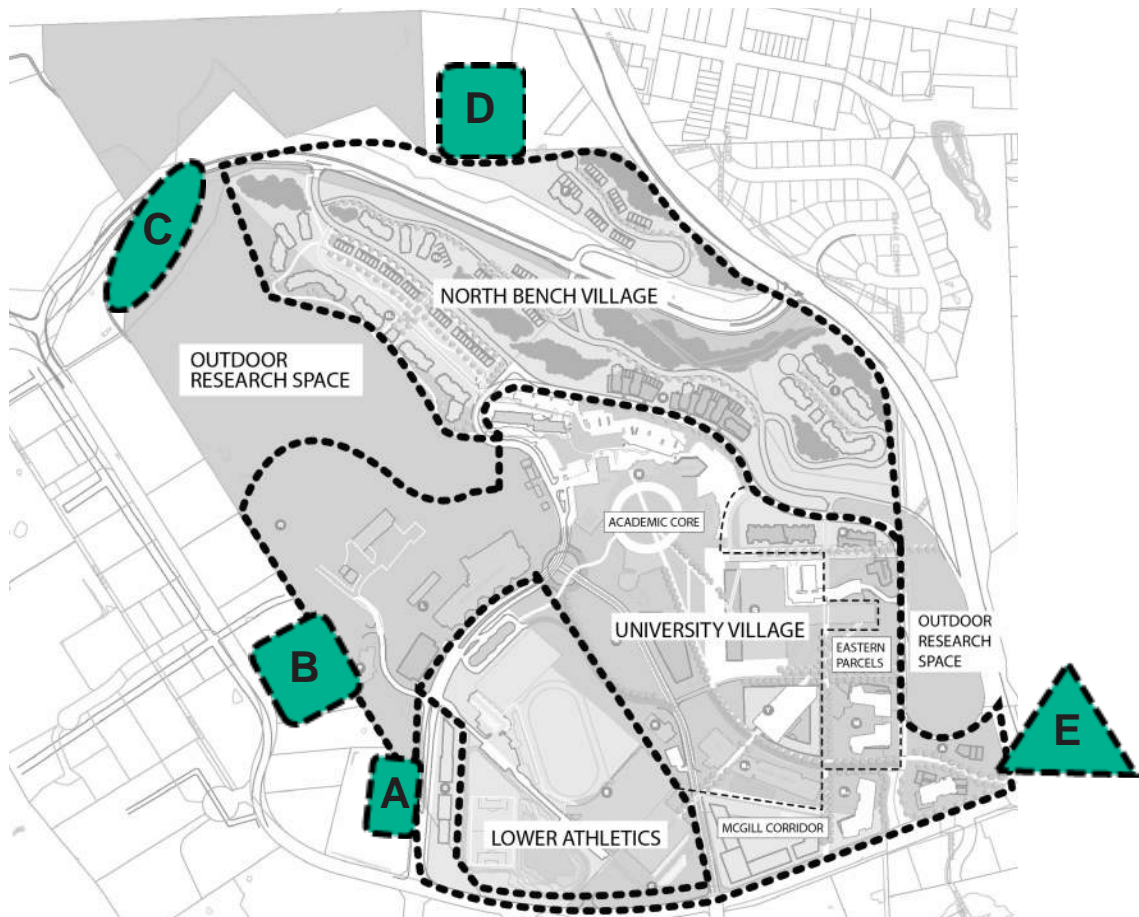 D
C
NORTH BENCH VILLAGE
OUTDOOR
RESEARCH SPACE
ACADEMIC CORE
UNIVERSITY VILLAGE
OUTDOOR
RESEARCH
SPACE
EASTERN
PARCELS
B
E
A
LOWER ATHLETICS
MCGILL CORRIDOR